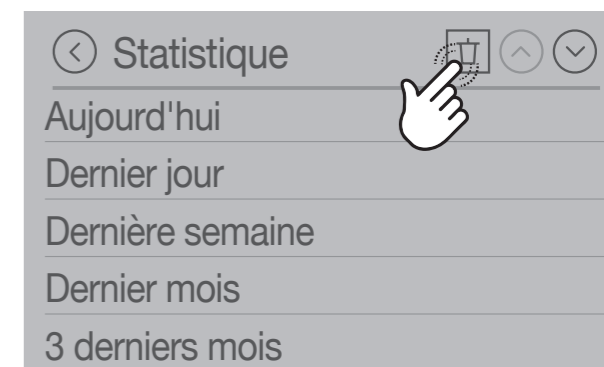 Statistique
Aujourd'hui
Dernier jour
Dernière semaine
Dernier mois
3 derniers mois